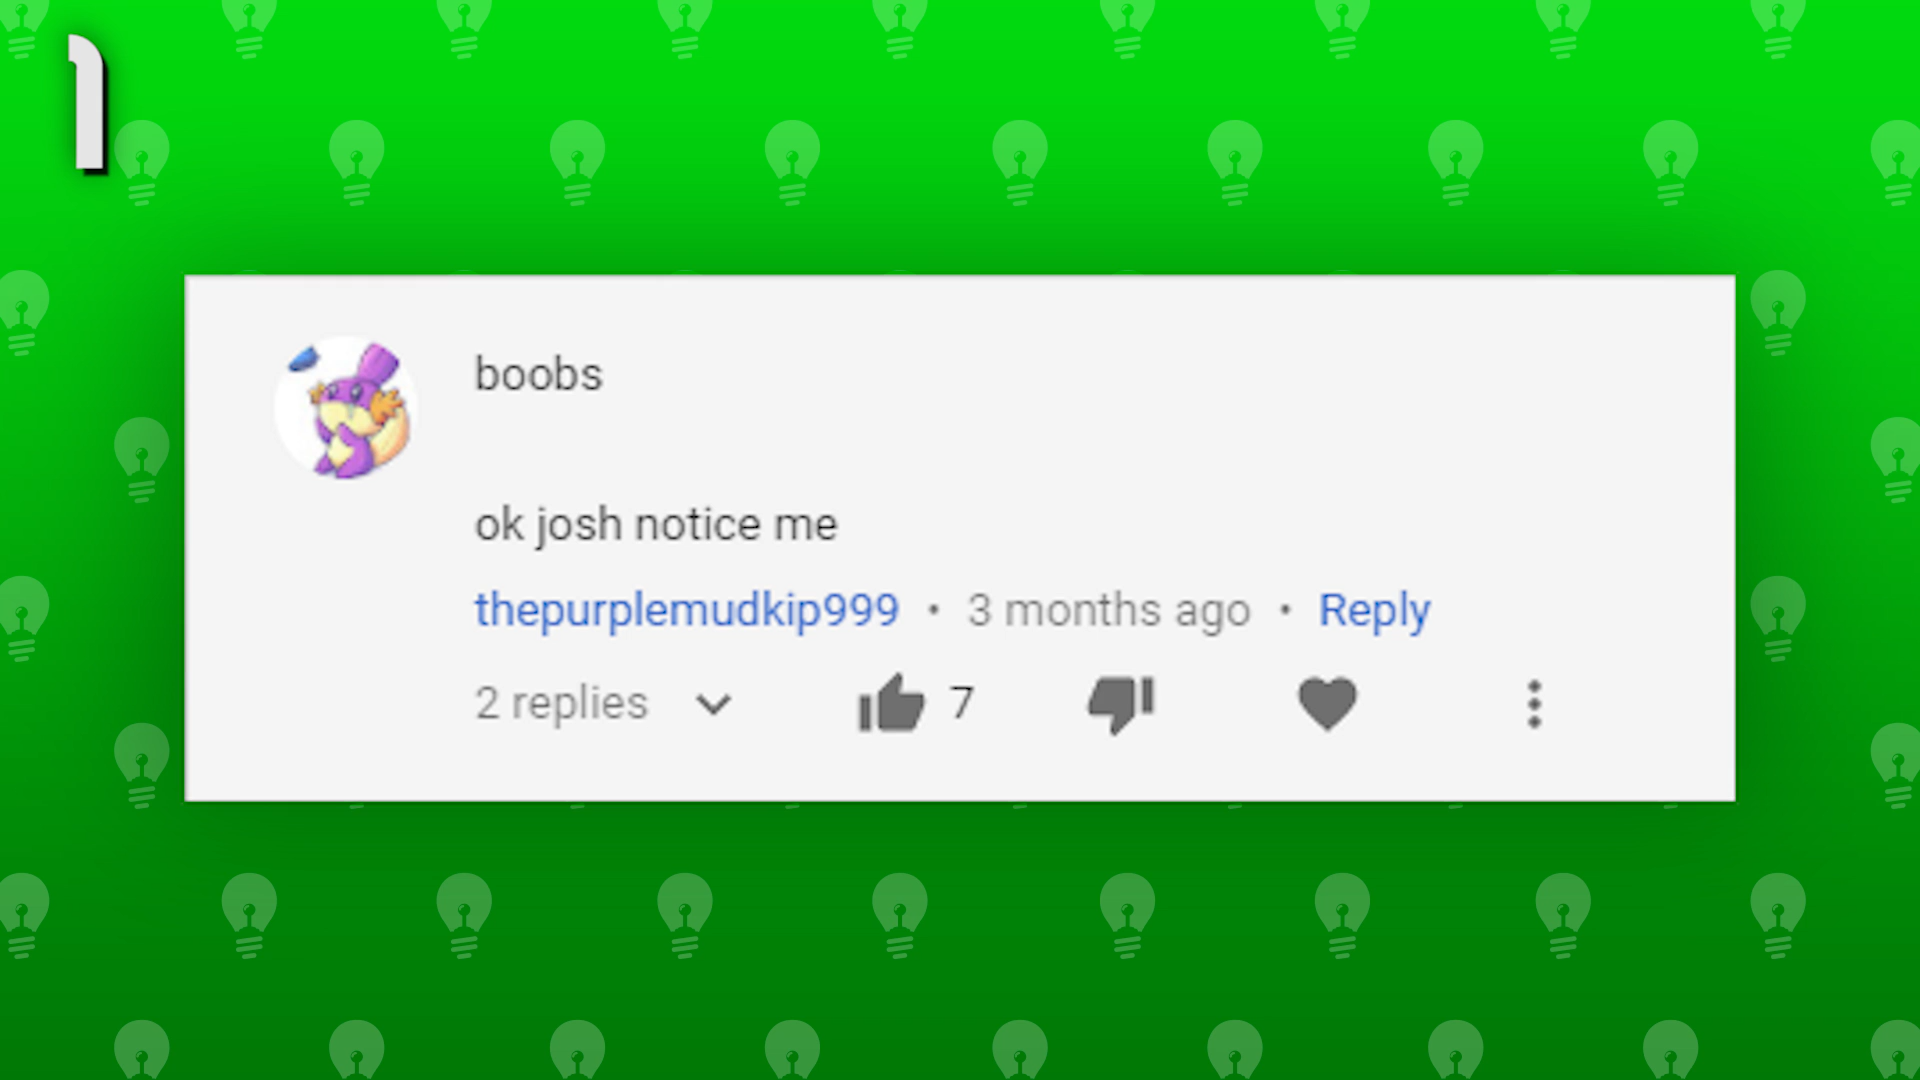 1
boobs
ok josh notice me
thepurplemudkip999 • 3 months ago • Reply
2 replies 7